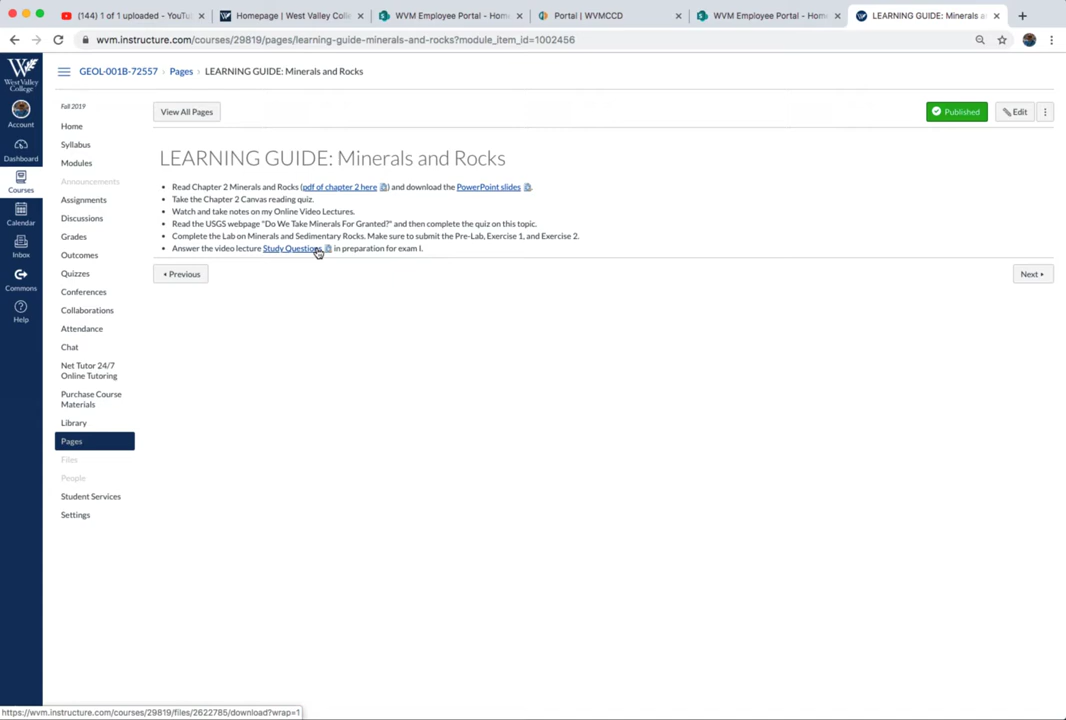 (144) 1 of 1 uploaded - YouTu
Homepage | West Valley Colle
WVM Employee Portal - Home
Portal | WVMCCD
WVM Employee Portal - Home
LEARNING GUIDE: Minerals an
wvm.instructure.com/courses/29819/pages/learning-guide-minerals-and-rocks?module_item_id=1002456
West Valley
College
Account
Dashboard
Courses
Calendar
Inbox
Commons
Help
GEOL-001B-72557 › Pages › LEARNING GUIDE: Minerals and Rocks
Fall 2019
Home
Syllabus
Modules
Announcements
Assignments
Discussions
Grades
Outcomes
Quizzes
Conferences
Collaborations
Attendance
Chat
Net Tutor 24/7
Online Tutoring
Purchase Course
Materials
Library
Pages
Files
People
Student Services
Settings
View All Pages
Published
Edit
LEARNING GUIDE: Minerals and Rocks
• Read Chapter 2 Minerals and Rocks (pdf of chapter 2 here) and download the PowerPoint slides.
• Take the Chapter 2 Canvas reading quiz.
• Watch and take notes on my Online Video Lectures.
• Read the USGS webpage "Do We Take Minerals For Granted?" and then complete the quiz on this topic.
• Complete the Lab on Minerals and Sedimentary Rocks. Make sure to submit the Pre-Lab, Exercise 1, and Exercise 2.
• Answer the video lecture Study Questions in preparation for exam I.
Previous
Next
https://wvm.instructure.com/courses/29819/files/2622785/download?wrap=1